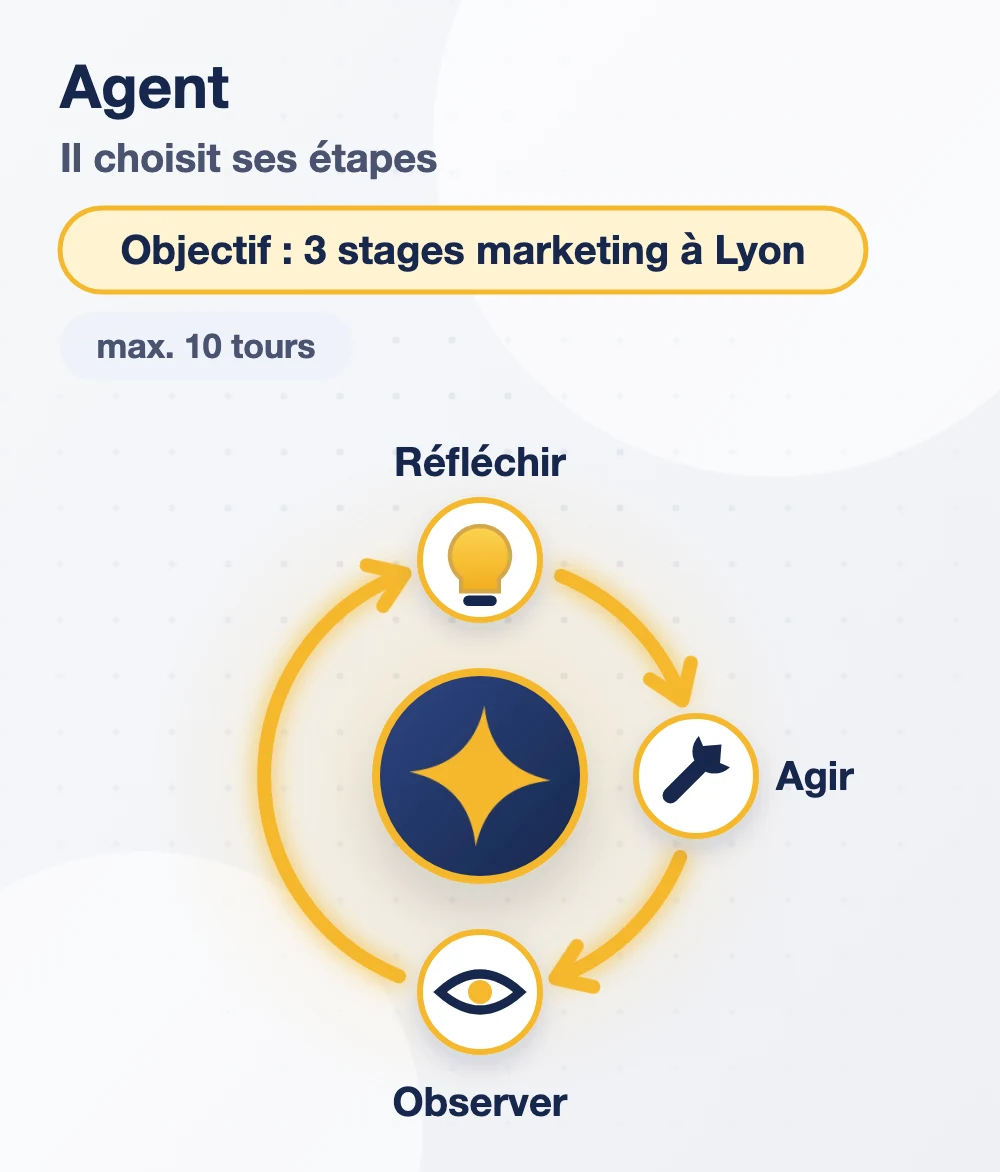 Agent
Il choisit ses étapes
Objectif : 3 stages marketing à Lyon
max. 10 tours
Réfléchir
Agir
Observer